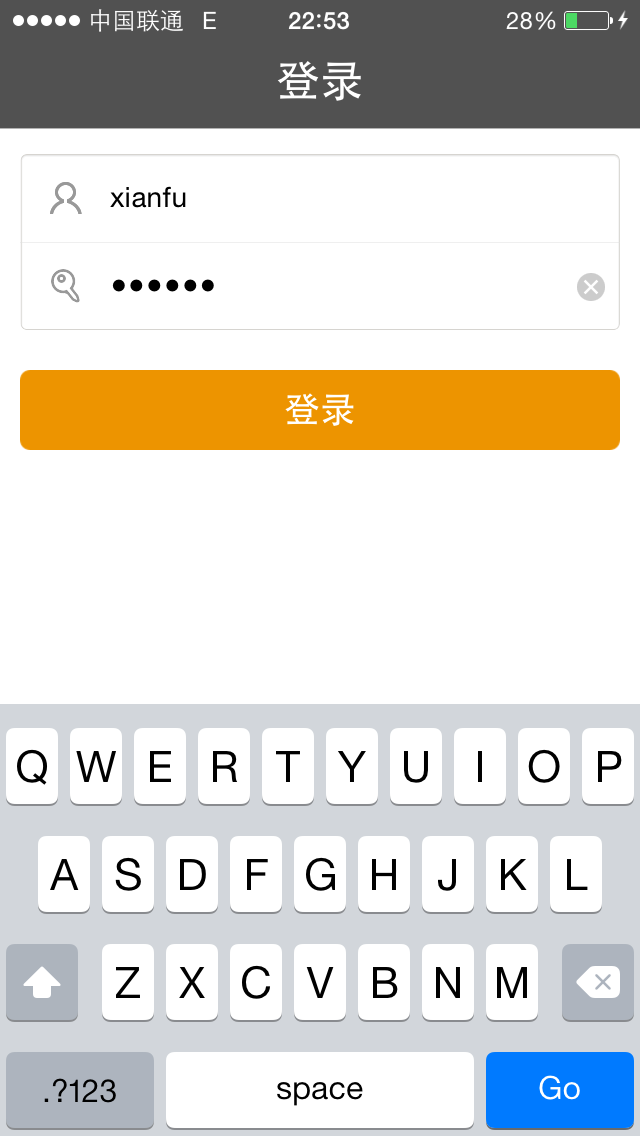 中国联通 E 22:53 28%
登录
xianfu
••••••
登录
Q W E R T Y U I O P
A S D F G H J K L
Z X C V B N M
.?123 space Go